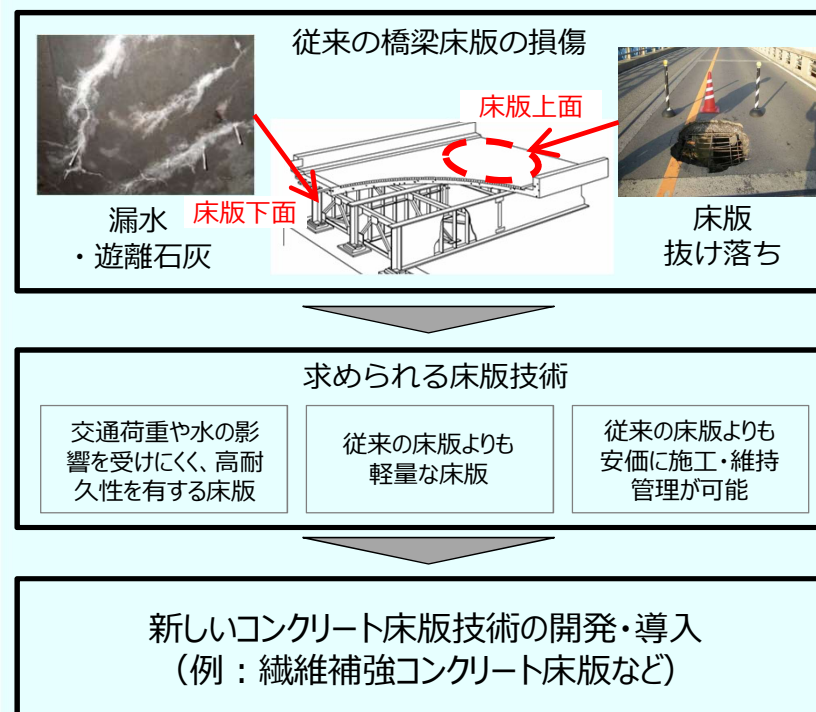 従来の橋梁床版の損傷
床版上面
床版下面
漏水
・遊離石灰
床版
抜け落ち
求められる床版技術
交通荷重や水の影
響を受けにくく、高耐
久性を有する床版
従来の床版よりも
軽量な床版
従来の床版よりも
安価に施工・維持
管理が可能
新しいコンクリート床版技術の開発・導入
（例：繊維補強コンクリート床版など）